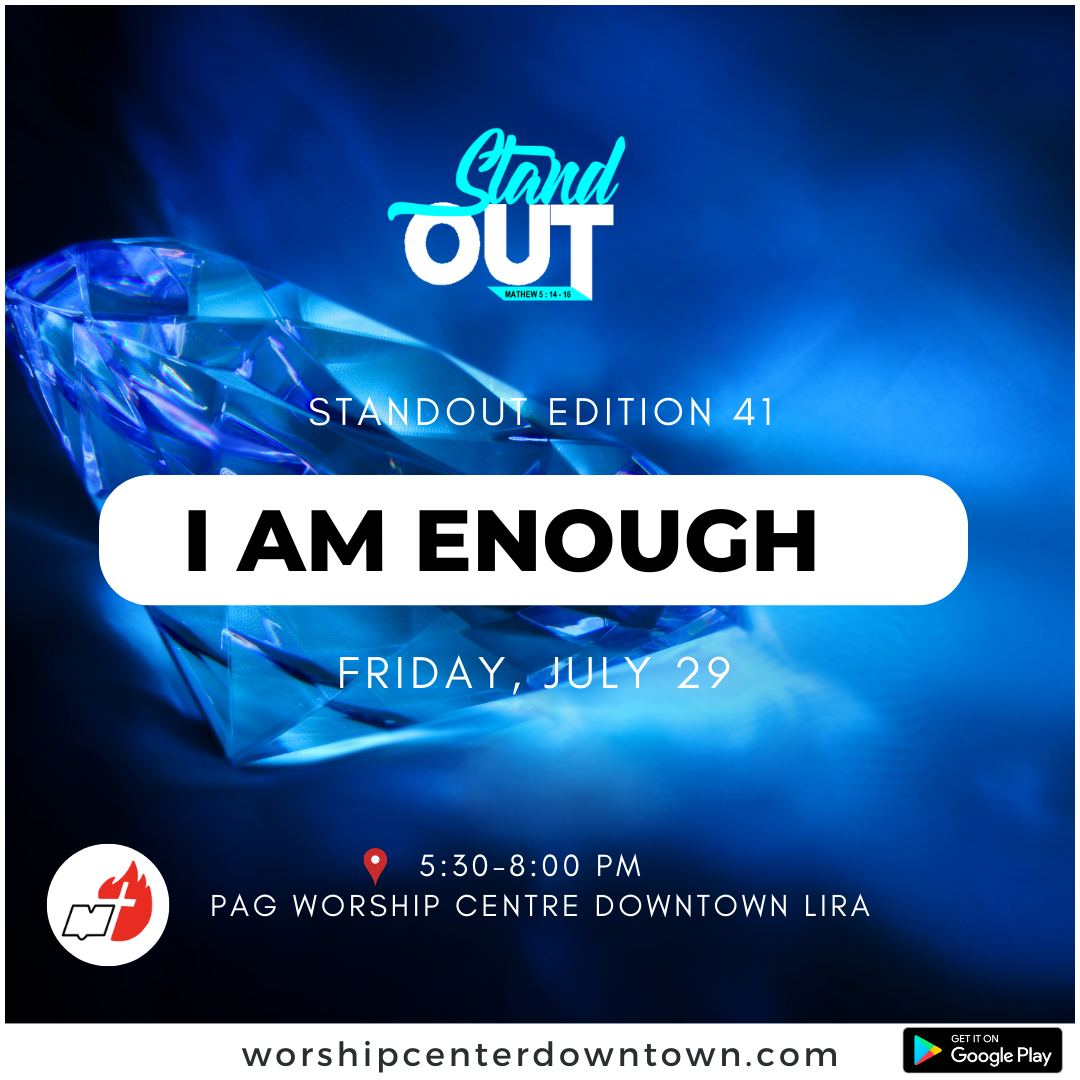 Stand
OUT
MATHEW 5 : 14 - 16
STANDOUT EDITION 41
I AM ENOUGH
FRIDAY, JULY 29
5:30-8:00 PM
PAG WORSHIP CENTRE DOWNTOWN LIRA
worshipcenterdowntown.com
GET IT ON
Google Play